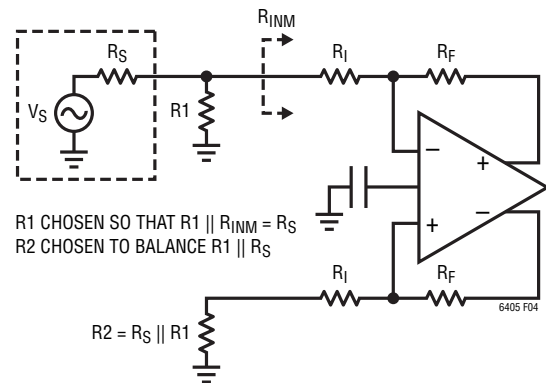 R_INM
R_S
R_I
R_F
V_S
R1
−
+
−
+
R1 CHOSEN SO THAT R1 || R_INM = R_S
R2 CHOSEN TO BALANCE R1 || R_S
R_I
R_F
6405 F04
R2 = R_S || R1